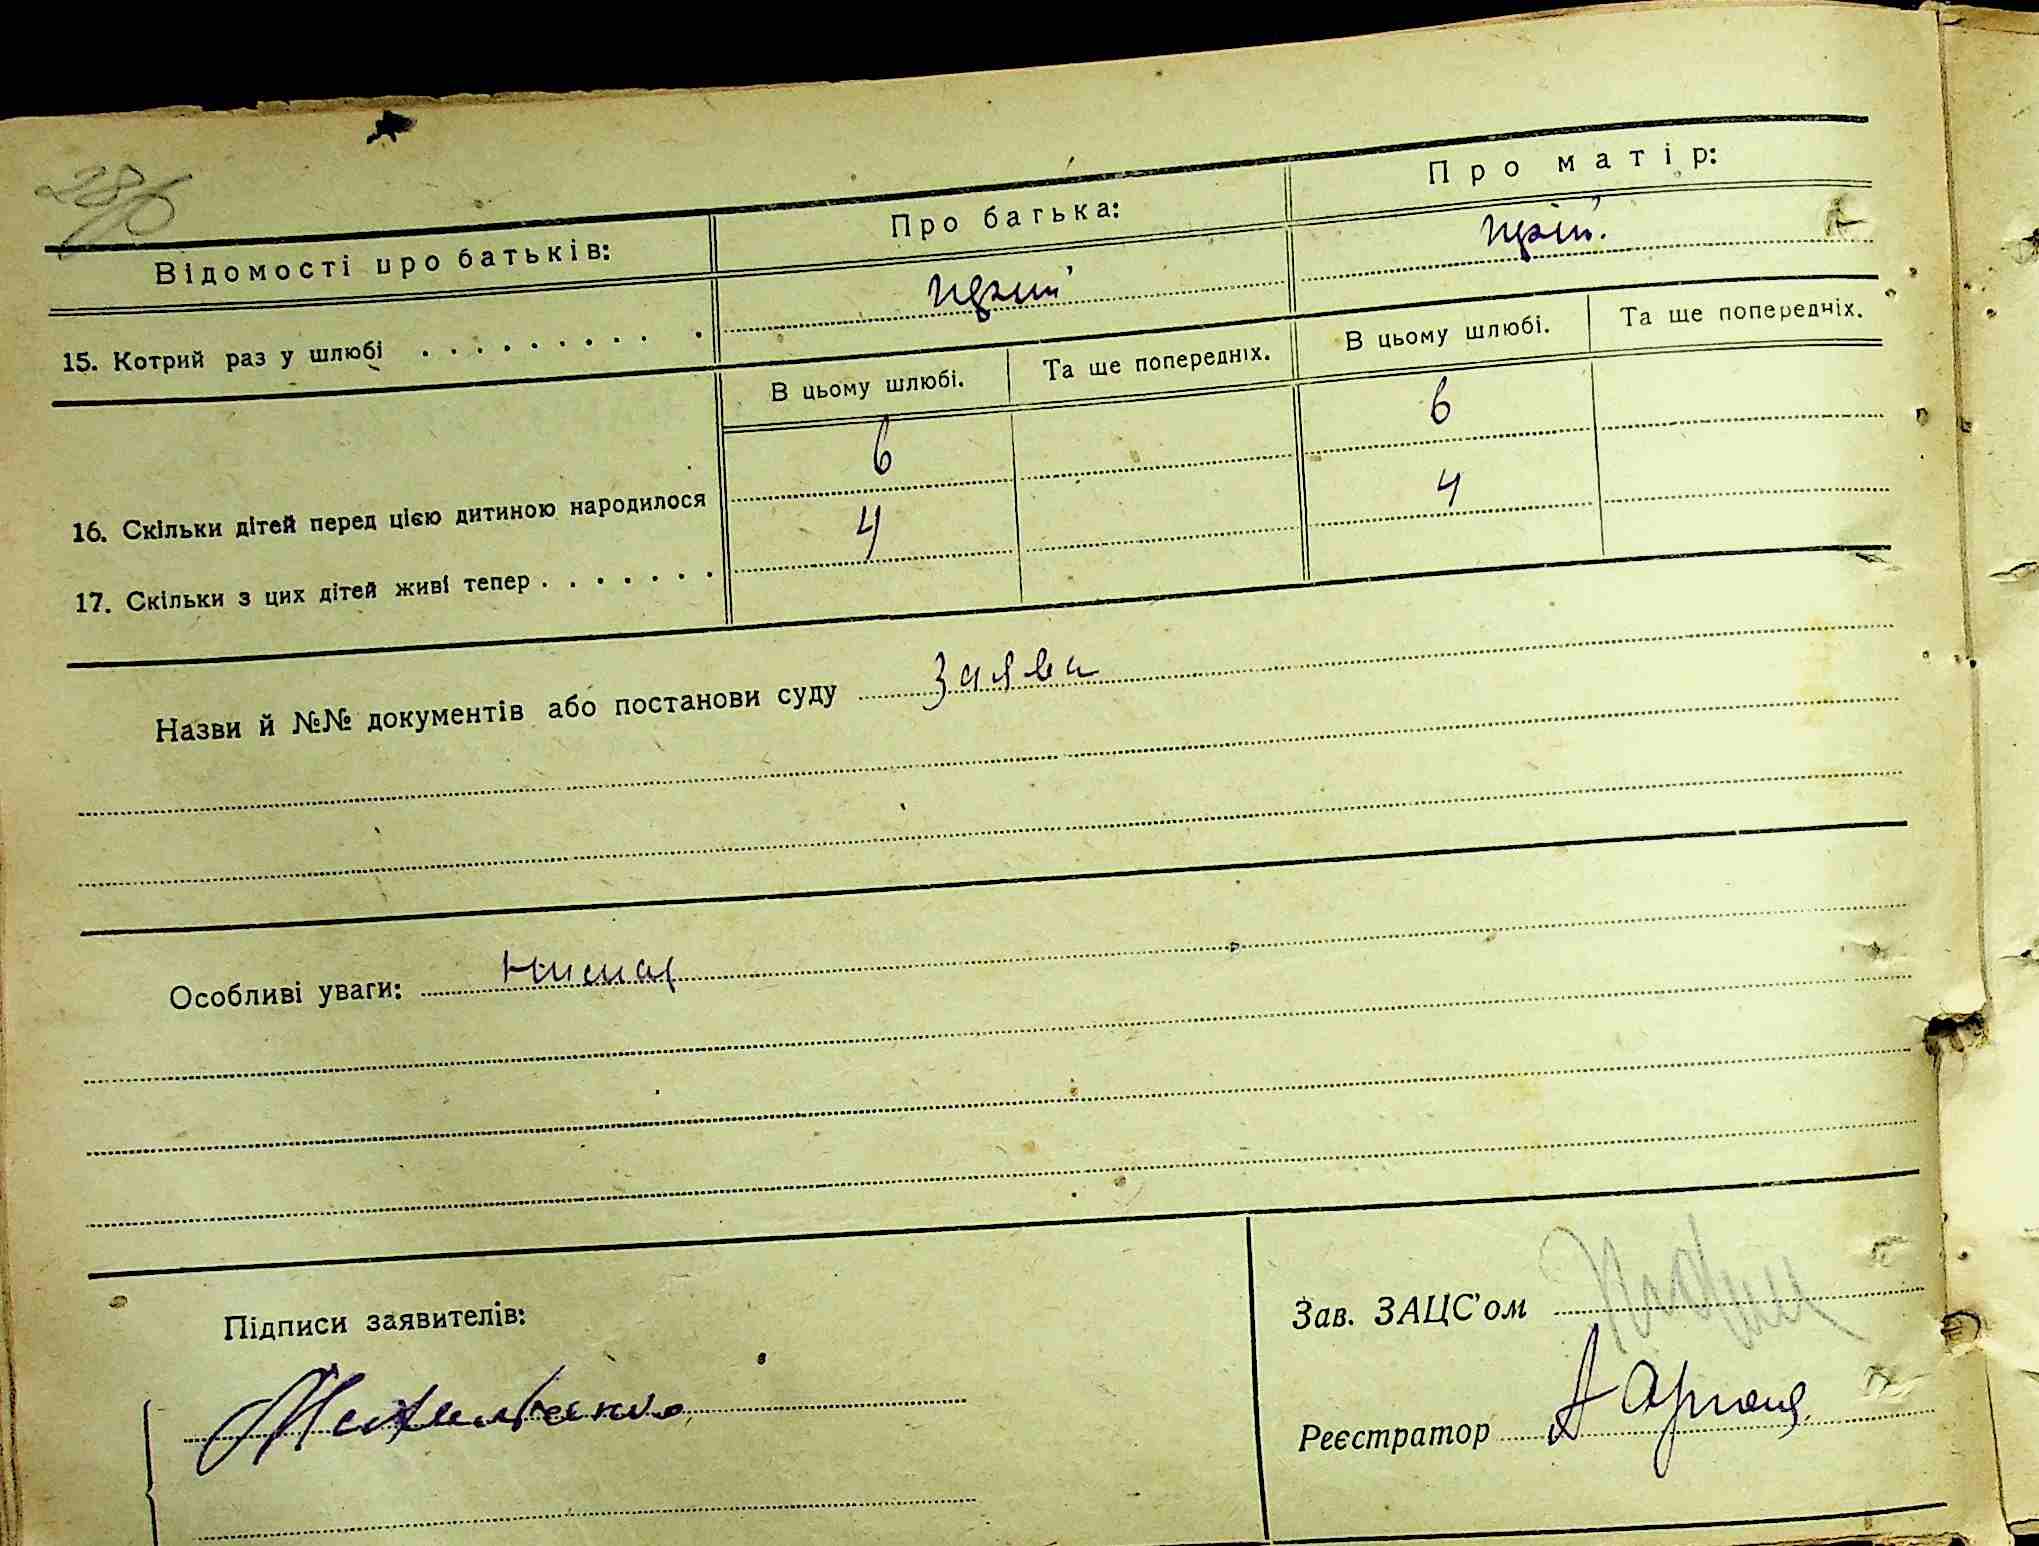 28/6
Відомості про батьків: Про батька: Про матір:
15. Котрий раз у шлюбі . . . . . . . . . .
В цьому шлюбі. Та ще попередніх. В цьому шлюбі. Та ще попередніх.
16. Скільки дітей перед цією дитиною народилося 6 6
17. Скільки з цих дітей живі тепер . . . . . . . 4 4
Назви й №№ документів або постанови суду заява
Особливі уваги: немає
Підписи заявителів:
Зав. ЗАЦС'ом
Реєстратор